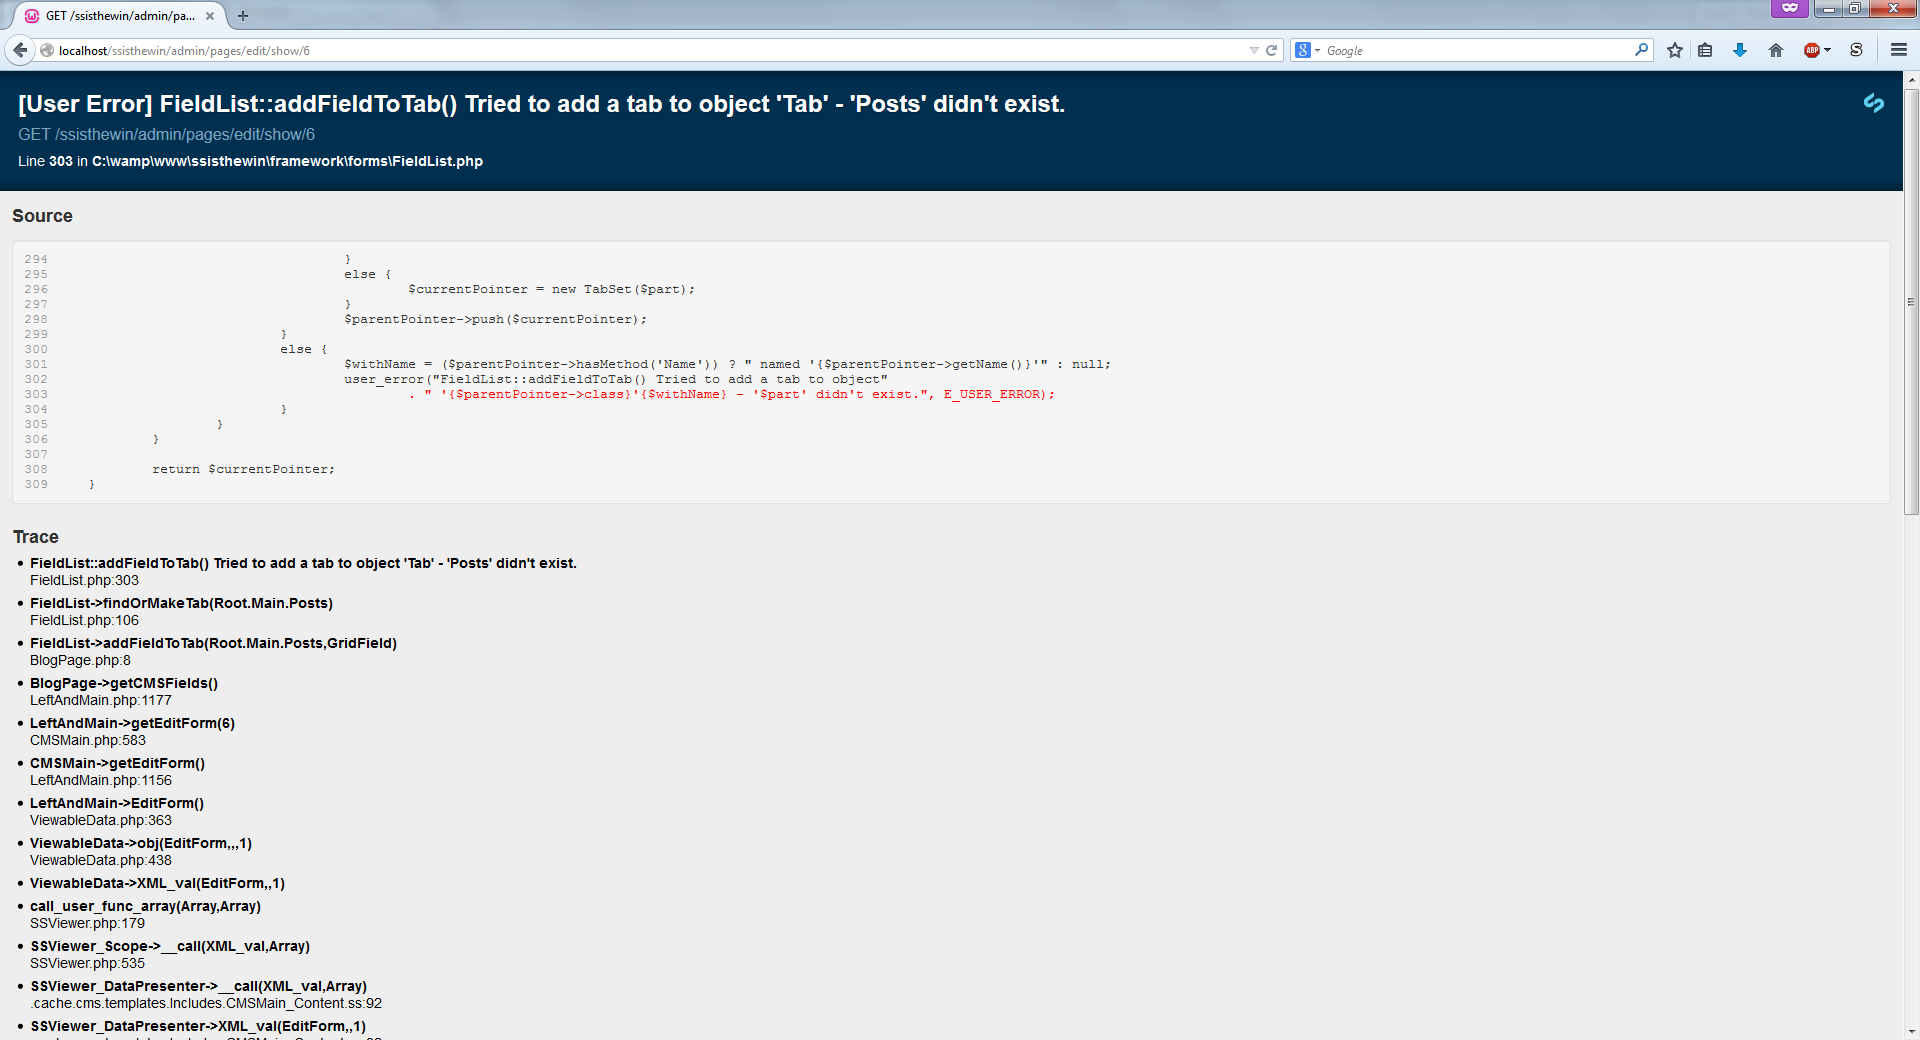 GET /ssisthewin/admin/pa...
localhost/ssisthewin/admin/pages/edit/show/6
8
Google
ABP
S
[User Error] FieldList::addFieldToTab() Tried to add a tab to object 'Tab' - 'Posts' didn't exist.
GET /ssisthewin/admin/pages/edit/show/6
Line 303 in C:\wamp\www\ssisthewin\framework\forms\FieldList.php
Source
294 }
295 else {
296 $currentPointer = new TabSet($part);
297 }
298 $parentPointer->push($currentPointer);
299 }
300 else {
301 $withName = ($parentPointer->hasMethod('Name')) ? " named '{$parentPointer->getName()}'" : null;
302 user_error("FieldList::addFieldToTab() Tried to add a tab to object"
303 . " '{$parentPointer->class}'{$withName} - '$part' didn't exist.", E_USER_ERROR);
304 }
305 }
306 }
307
308 return $currentPointer;
309 }
Trace
• FieldList::addFieldToTab() Tried to add a tab to object 'Tab' - 'Posts' didn't exist.
FieldList.php:303
• FieldList->findOrMakeTab(Root.Main.Posts)
FieldList.php:106
• FieldList->addFieldToTab(Root.Main.Posts,GridField)
BlogPage.php:8
• BlogPage->getCMSFields()
LeftAndMain.php:1177
• LeftAndMain->getEditForm(6)
CMSMain.php:583
• CMSMain->getEditForm()
LeftAndMain.php:1156
• LeftAndMain->EditForm()
ViewableData.php:363
• ViewableData->obj(EditForm,,,1)
ViewableData.php:438
• ViewableData->XML_val(EditForm,,1)
• call_user_func_array(Array,Array)
SSViewer.php:179
• SSViewer_Scope->__call(XML_val,Array)
SSViewer.php:535
• SSViewer_DataPresenter->__call(XML_val,Array)
.cache.cms.templates.Includes.CMSMain_Content.ss:92
• SSViewer_DataPresenter->XML_val(EditForm,,1)